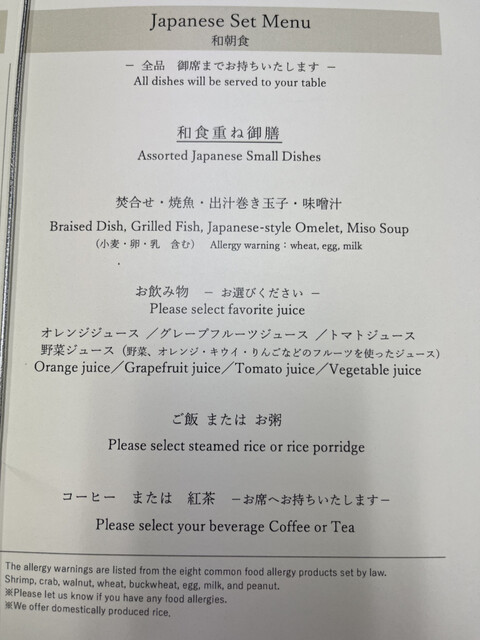 Japanese Set Menu
和朝食
－ 全品　御席までお持ちいたします －
All dishes will be served to your table
和食重ね御膳
Assorted Japanese Small Dishes
焚合せ・焼魚・出汁巻き玉子・味噌汁
Braised Dish, Grilled Fish, Japanese-style Omelet, Miso Soup
（小麦・卵・乳　含む）　Allergy warning：wheat, egg, milk
お飲み物　－ お選びください －
Please select favorite juice
オレンジジュース ／グレープフルーツジュース ／トマトジュース
野菜ジュース（野菜、オレンジ・キウイ・りんごなどのフルーツを使ったジュース）
Orange juice／Grapefruit juice／Tomato juice／Vegetable juice
ご飯 または お粥
Please select steamed rice or rice porridge
コーヒー　または　紅茶　－お席へお持ちいたします－
Please select your beverage Coffee or Tea
The allergy warnings are listed from the eight common food allergy products set by law.
Shrimp, crab, walnut, wheat, buckwheat, egg, milk, and peanut.
※Please let us know if you have any food allergies.
※We offer domestically produced rice.